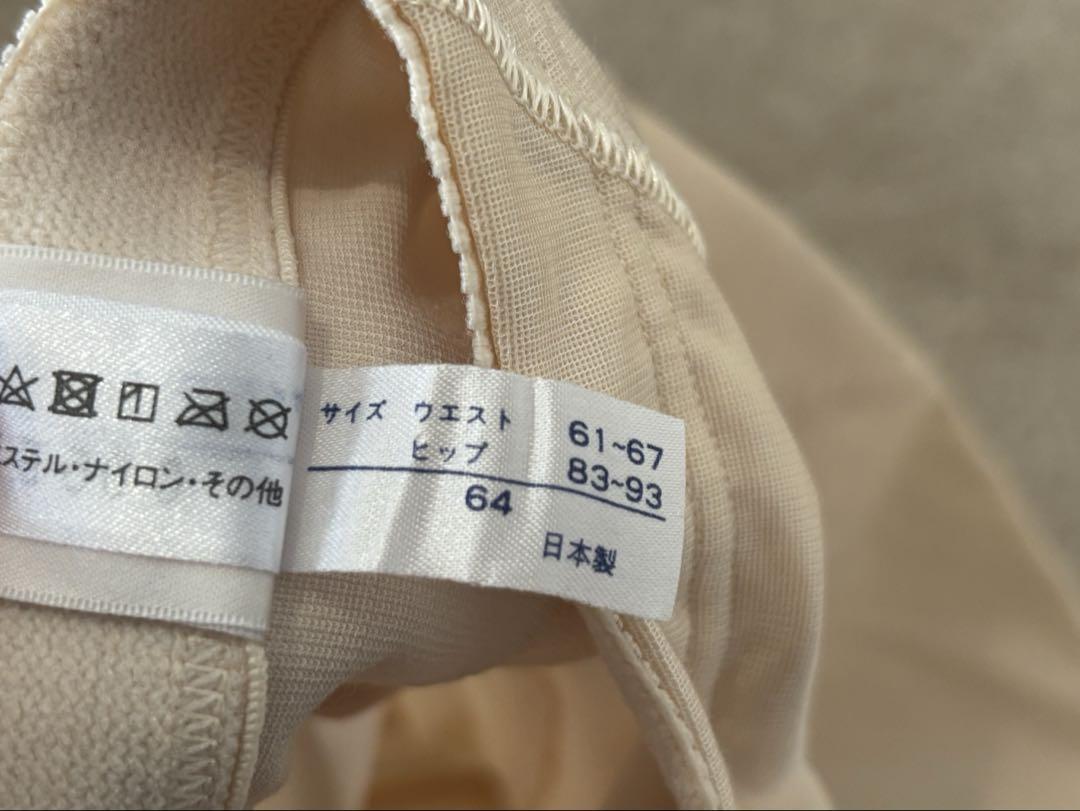 ステル・ナイロン・その他
サイズ ウエスト 61~67
ヒップ 83~93
64
日本製